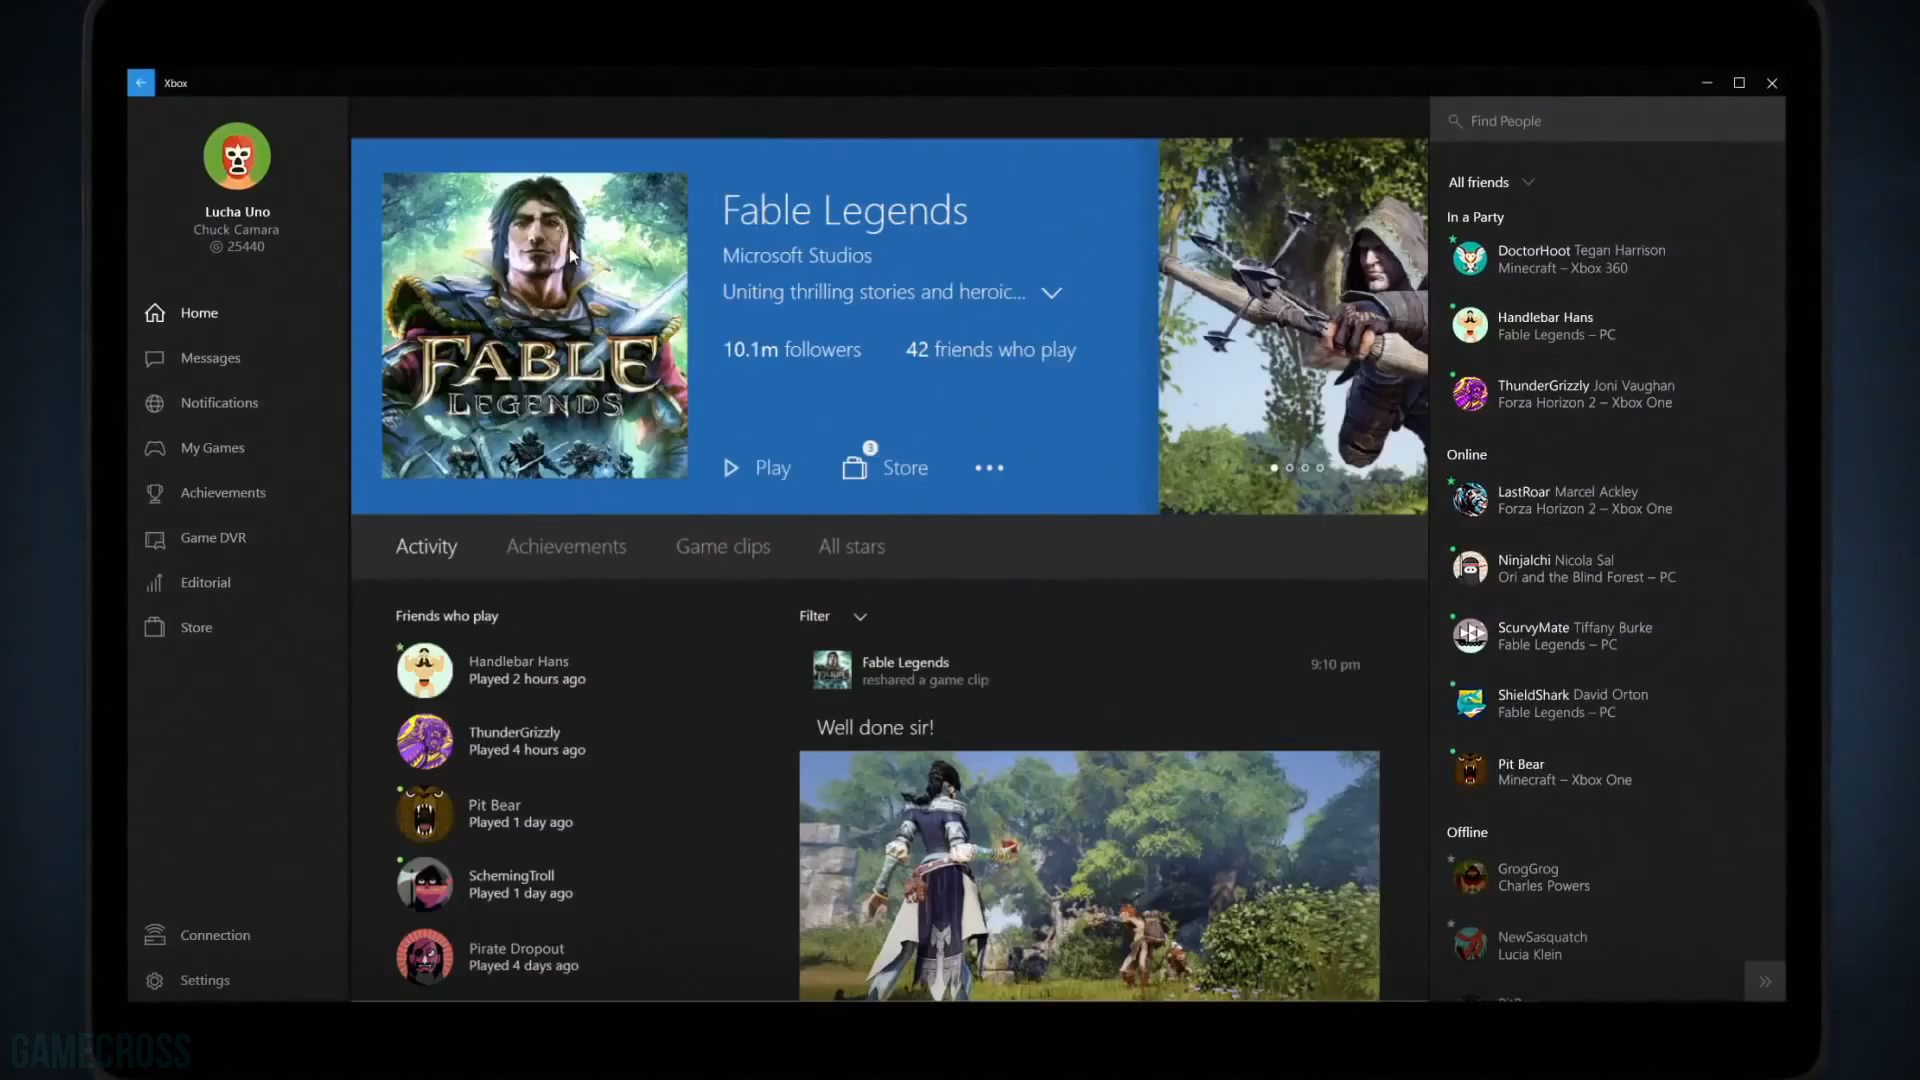 Xbox
Lucha Uno
Chuck Camara
25440
Home
Messages
Notifications
My Games
Achievements
Game DVR
Editorial
Store
Connection
Settings
FABLE
LEGENDS
Fable Legends
Microsoft Studios
Uniting thrilling stories and heroic...
10.1m followers 42 friends who play
Play
3
Store
Activity Achievements Game clips All stars
Friends who play
Handlebar Hans
Played 2 hours ago
ThunderGrizzly
Played 4 hours ago
Pit Bear
Played 1 day ago
SchemingTroll
Played 1 day ago
Pirate Dropout
Played 4 days ago
Filter
Fable Legends
reshared a game clip
9:10 pm
Well done sir!
Find People
All friends
In a Party
DoctorHoot Tegan Harrison
Minecraft – Xbox 360
Handlebar Hans
Fable Legends – PC
ThunderGrizzly Joni Vaughan
Forza Horizon 2 – Xbox One
Online
LastRoar Marcel Ackley
Forza Horizon 2 – Xbox One
NinjaIchi Nicola Sal
Ori and the Blind Forest – PC
ScurvyMate Tiffany Burke
Fable Legends – PC
ShieldShark David Orton
Fable Legends – PC
Pit Bear
Minecraft – Xbox One
Offline
GrogGrog
Charles Powers
NewSasquatch
Lucia Klein
GAMECROSS